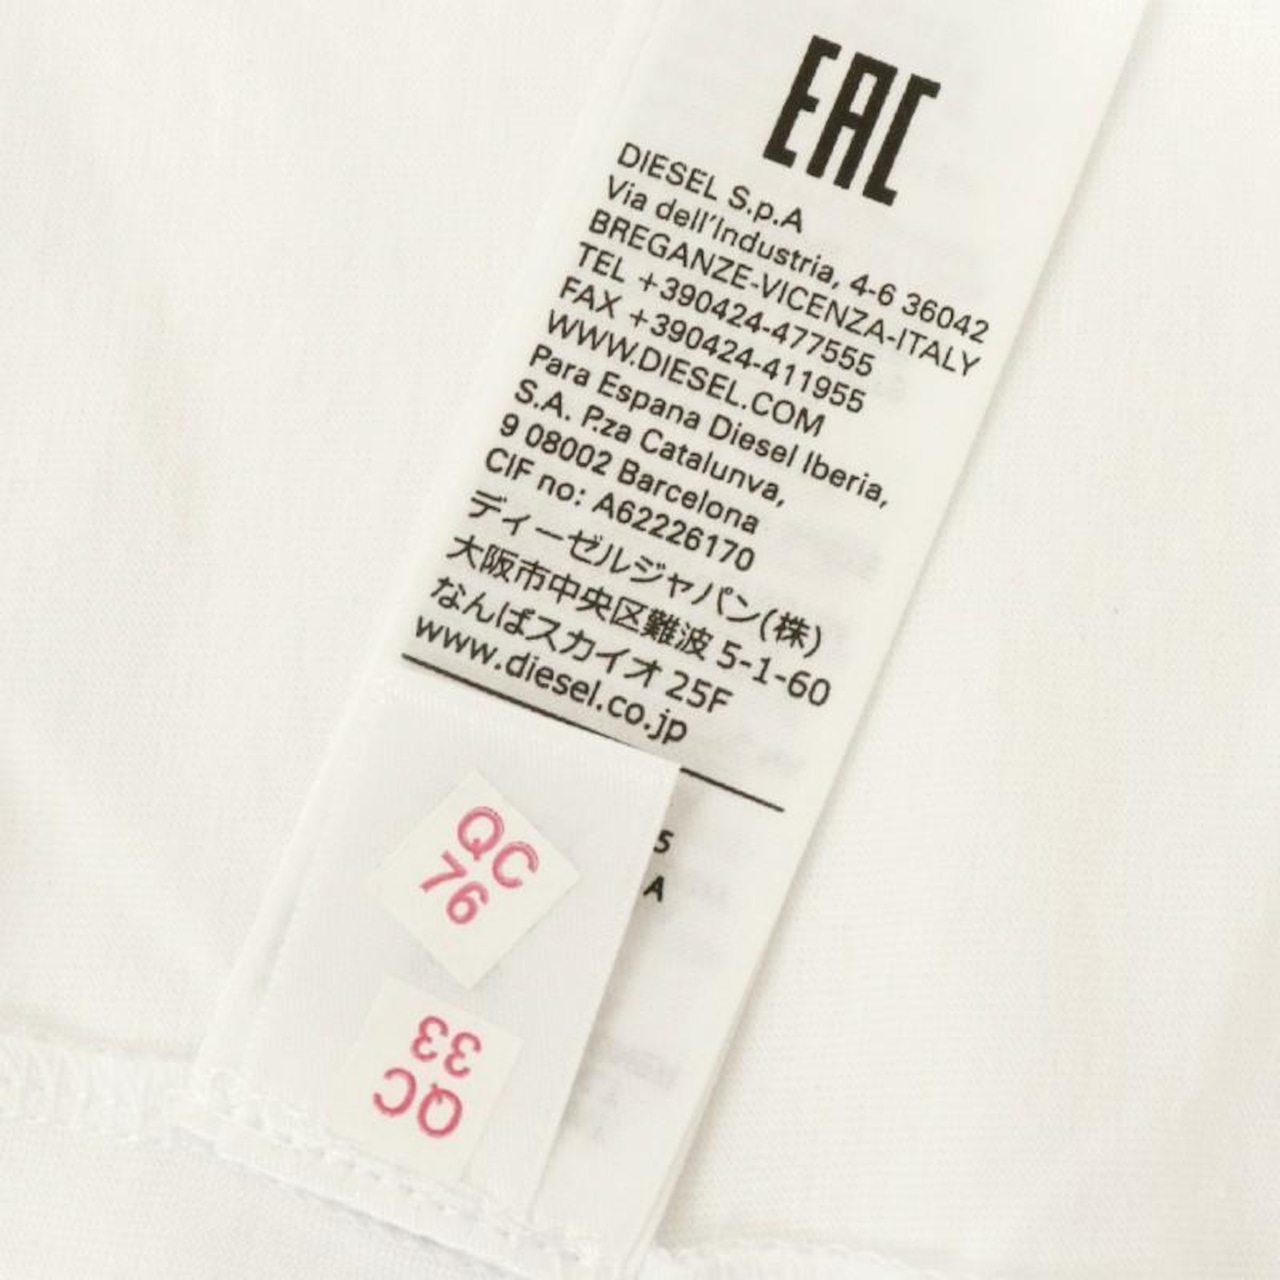 EAC
DIESEL S.p.A
Via dell'Industria, 4-6 36042
BREGANZE-VICENZA-ITALY
TEL +390424-477555
FAX +390424-411955
WWW.DIESEL.COM
Para Espana Diesel Iberia,
S.A. P.za Catalunva,
9 08002 Barcelona
CIF no: A62226170
ディーゼルジャパン(株)
大阪市中央区難波 5-1-60
なんばスカイオ 25F
www.diesel.co.jp
5
A
QC
76
QC
33